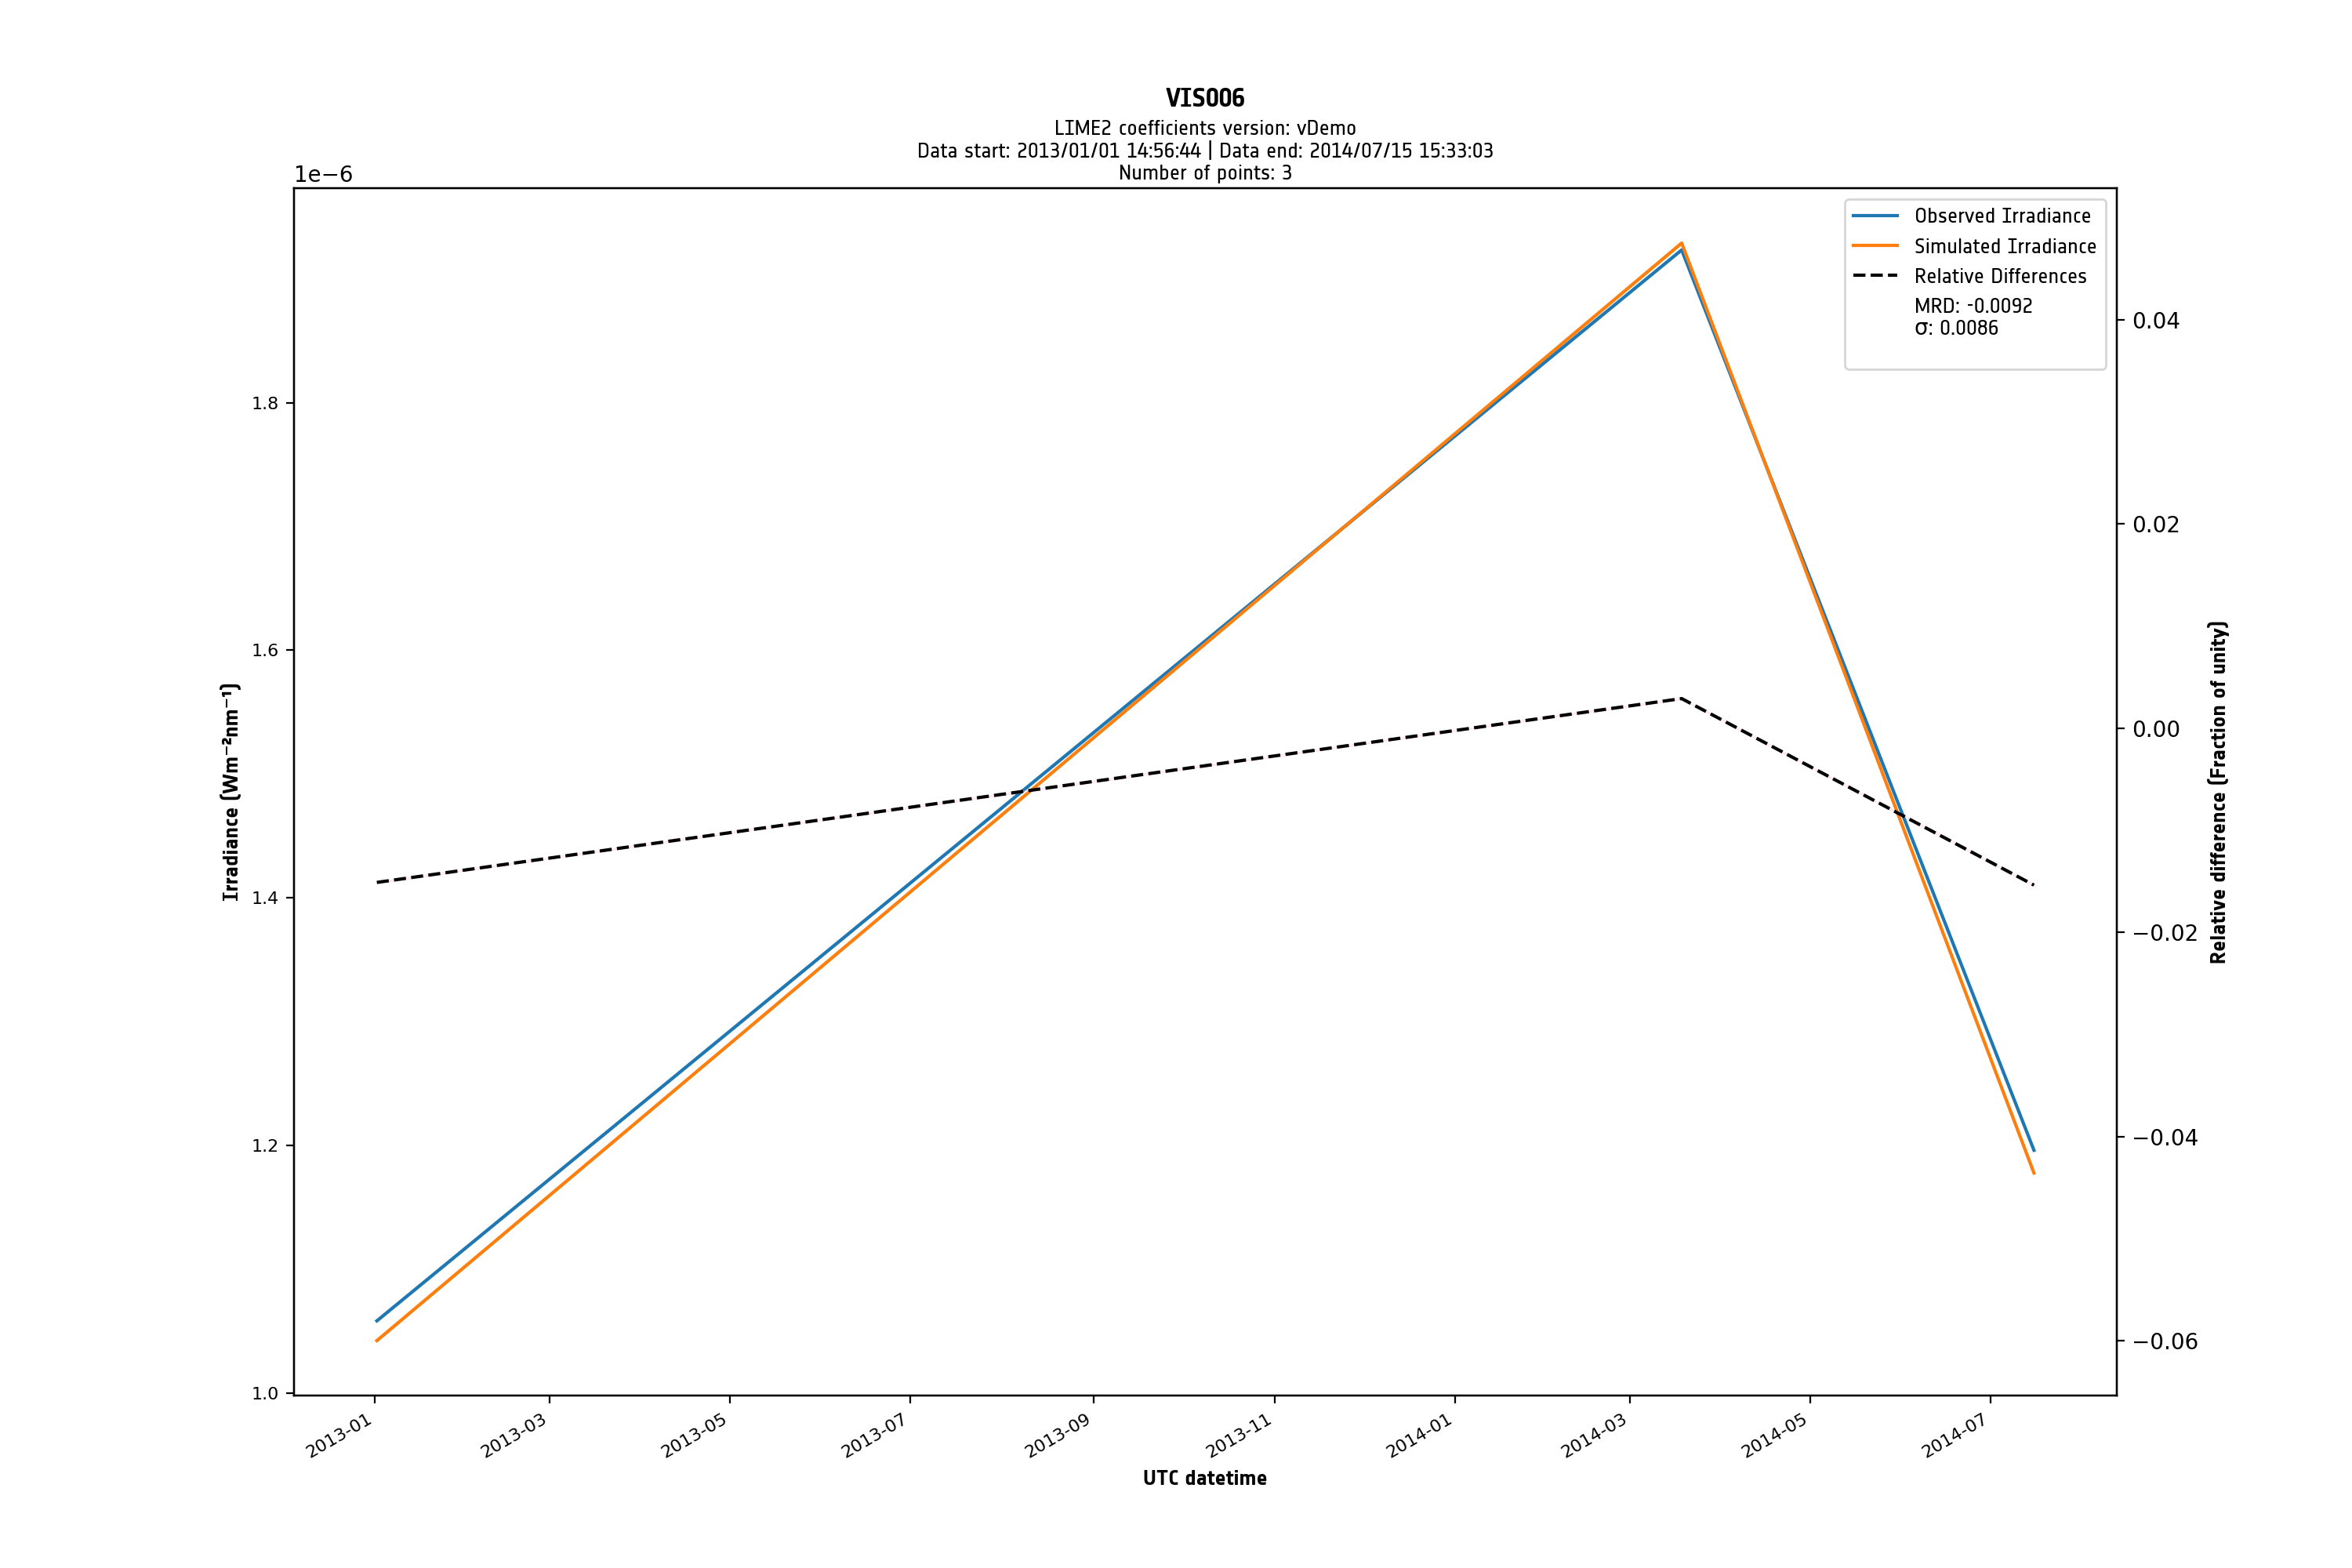 VIS006
LIME2 coefficients version: vDemo
Data start: 2013/01/01 14:56:44 | Data end: 2014/07/15 15:33:03
Number of points: 3
1e−6
Observed Irradiance
Simulated Irradiance
Relative Differences
MRD: -0.0092
σ: 0.0086
1.8
1.6
1.4
1.2
1.0
Irradiance (Wm⁻²nm⁻¹)
0.04
0.02
0.00
−0.02
−0.04
−0.06
Relative difference (Fraction of unity)
2013-01
2013-03
2013-05
2013-07
2013-09
2013-11
2014-01
2014-03
2014-05
2014-07
UTC datetime